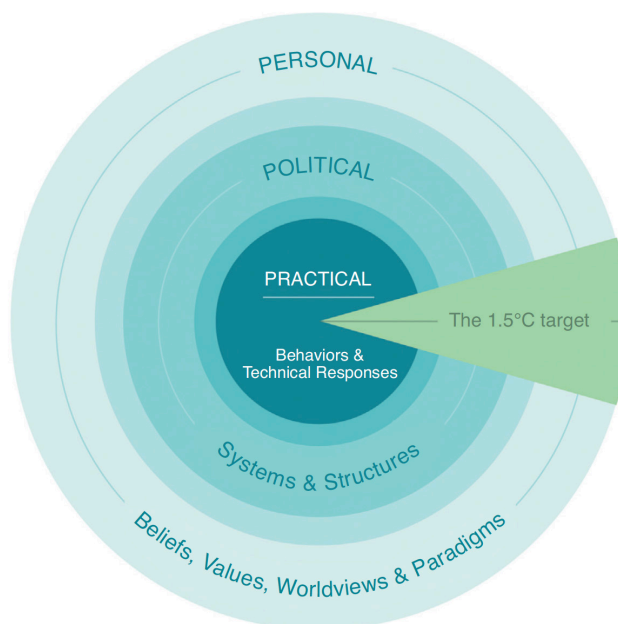 PERSONAL
POLITICAL
PRACTICAL
Behaviors &
Technical Responses
The 1.5°C target
Systems & Structures
Beliefs, Values, Worldviews & Paradigms